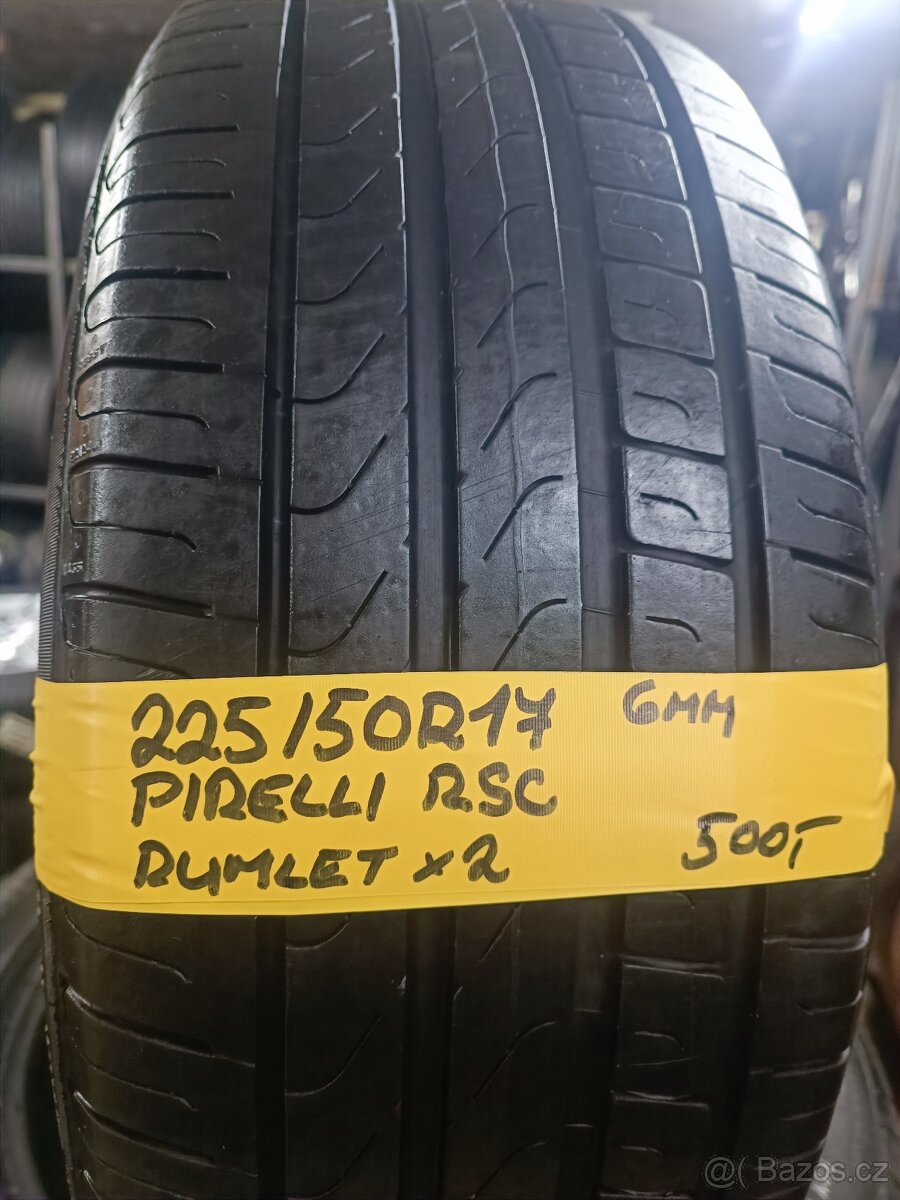 225/50R17 6MM
PIRELLI RSC
RUMLET x2 500,-
@( Bazos.cz